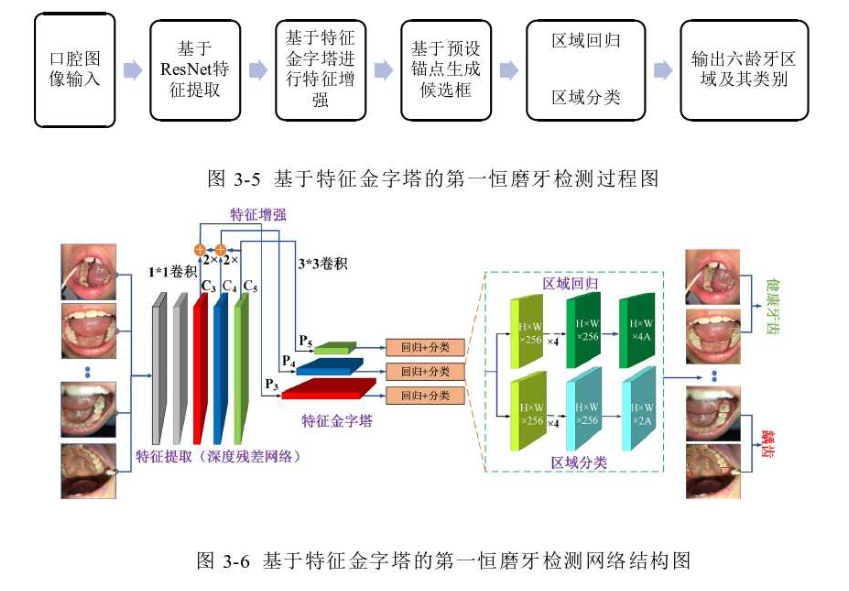 口腔图
像输入
基于
ResNet特
征提取
基于特征
金字塔进
行特征增
强
基于预设
锚点生成
候选框
区域回归
区域分类
输出六龄牙区
域及其类别
图 3-5 基于特征金字塔的第一恒磨牙检测过程图
特征增强
2×
2×
1*1卷积
3*3卷积
C3
C4
C5
P5
P4
P3
回归+分类
回归+分类
回归+分类
特征金字塔
特征提取（深度残差网络）
区域回归
H×W
×256
×4
H×W
×256
H×W
×4A
H×W
×256
×4
H×W
×256
H×W
×2A
区域分类
健康牙齿
龋齿
图 3-6 基于特征金字塔的第一恒磨牙检测网络结构图